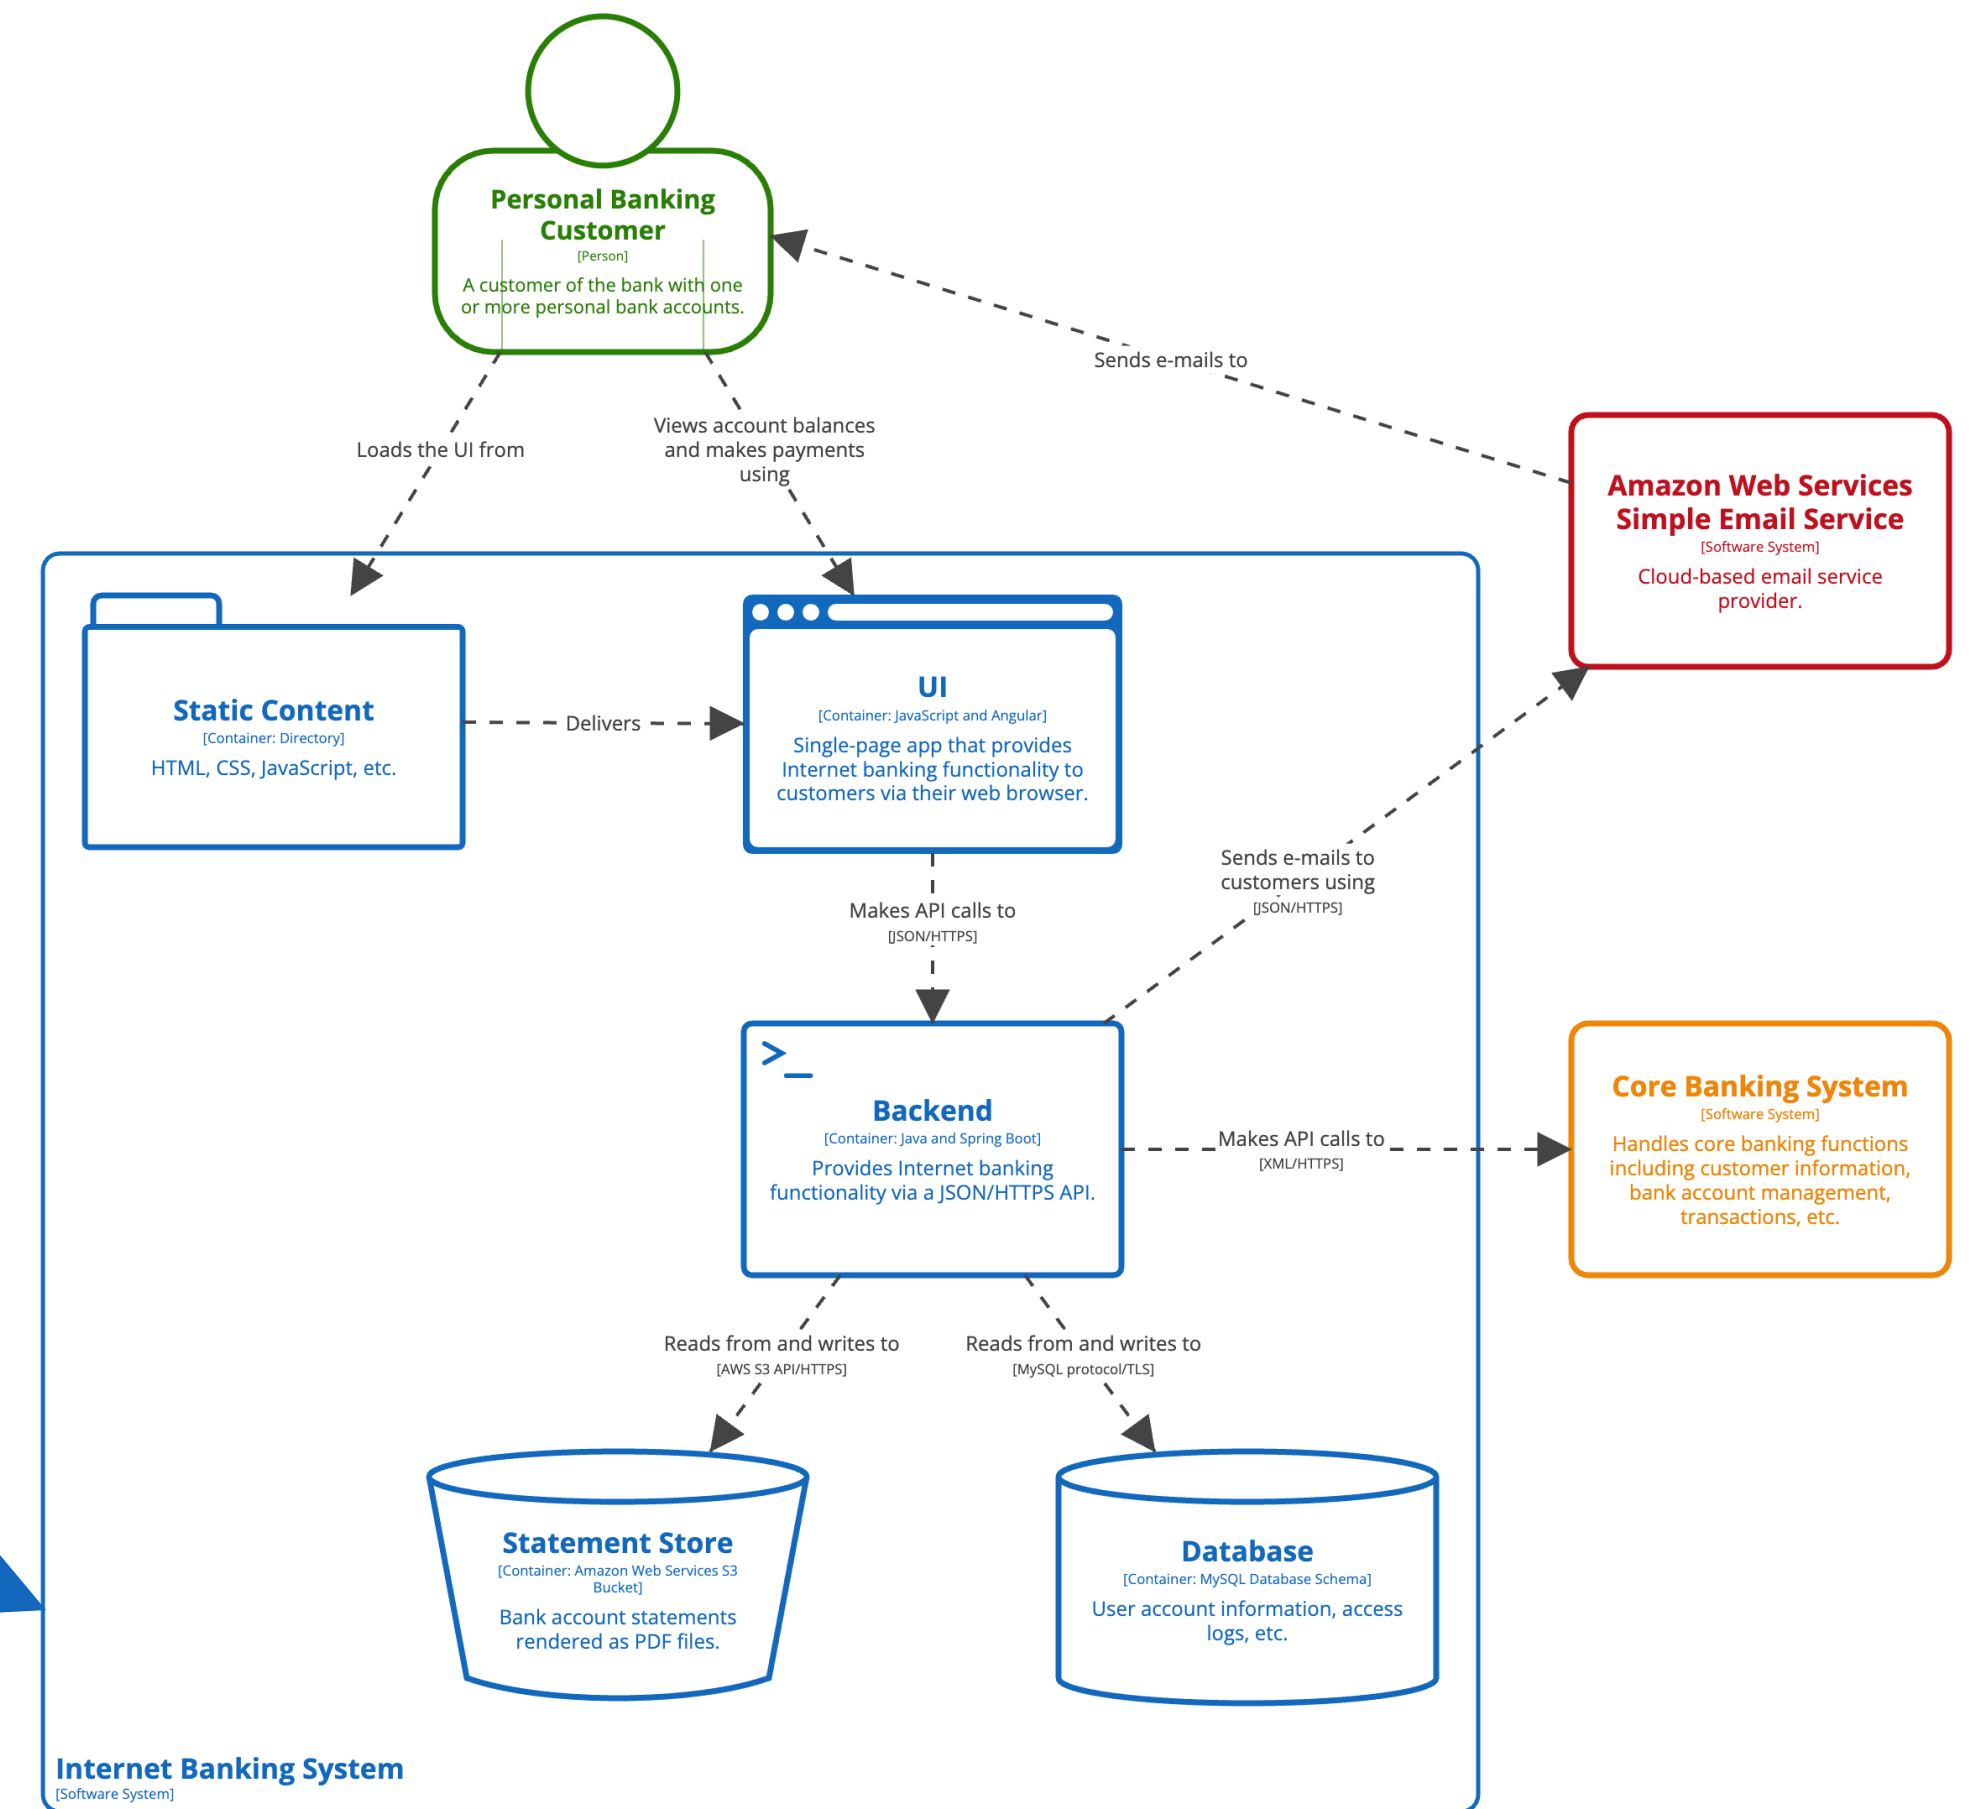 Personal Banking
Customer
[Person]
A customer of the bank with one
or more personal bank accounts.
Sends e-mails to
Loads the UI from
Views account balances
and makes payments
using
Amazon Web Services
Simple Email Service
[Software System]
Cloud-based email service
provider.
Static Content
[Container: Directory]
HTML, CSS, JavaScript, etc.
Delivers
UI
[Container: JavaScript and Angular]
Single-page app that provides
Internet banking functionality to
customers via their web browser.
Makes API calls to
[JSON/HTTPS]
Sends e-mails to
customers using
[JSON/HTTPS]
>_
Backend
[Container: Java and Spring Boot]
Provides Internet banking
functionality via a JSON/HTTPS API.
Makes API calls to
[XML/HTTPS]
Core Banking System
[Software System]
Handles core banking functions
including customer information,
bank account management,
transactions, etc.
Reads from and writes to
[AWS S3 API/HTTPS]
Reads from and writes to
[MySQL protocol/TLS]
Statement Store
[Container: Amazon Web Services S3
Bucket]
Bank account statements
rendered as PDF files.
Database
[Container: MySQL Database Schema]
User account information, access
logs, etc.
Internet Banking System
[Software System]